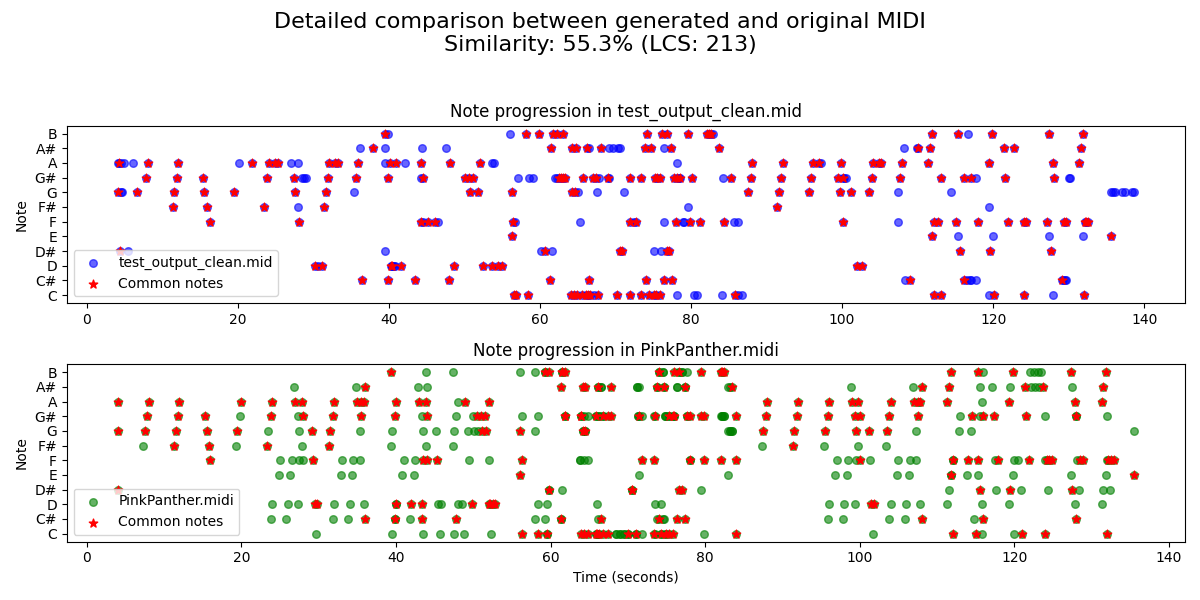 Detailed comparison between generated and original MIDI
Similarity: 55.3% (LCS: 213)
Note progression in test_output_clean.mid
Note
B
A#
A
G#
G
F#
F
E
D#
D
C#
C
test_output_clean.mid
Common notes
0 20 40 60 80 100 120 140
Note progression in PinkPanther.midi
Note
B
A#
A
G#
G
F#
F
E
D#
D
C#
C
PinkPanther.midi
Common notes
0 20 40 60 80 100 120 140
Time (seconds)